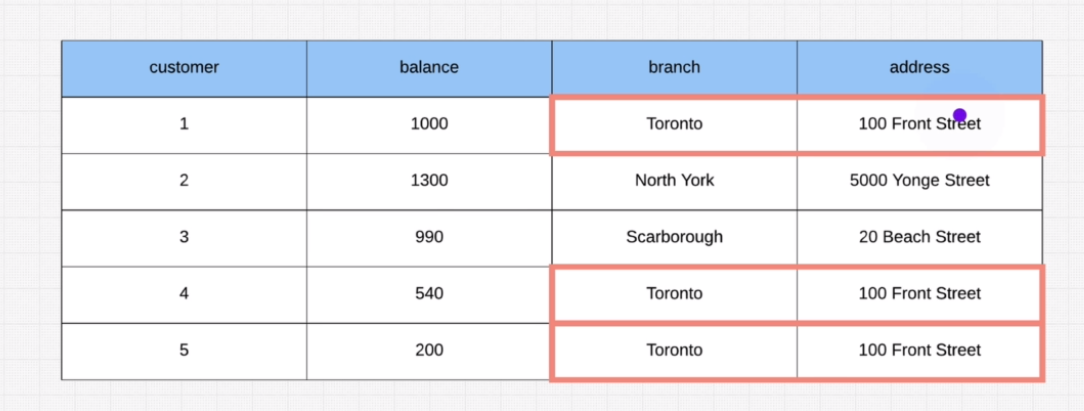 customer balance branch address
1 1000 Toronto 100 Front Street
2 1300 North York 5000 Yonge Street
3 990 Scarborough 20 Beach Street
4 540 Toronto 100 Front Street
5 200 Toronto 100 Front Street